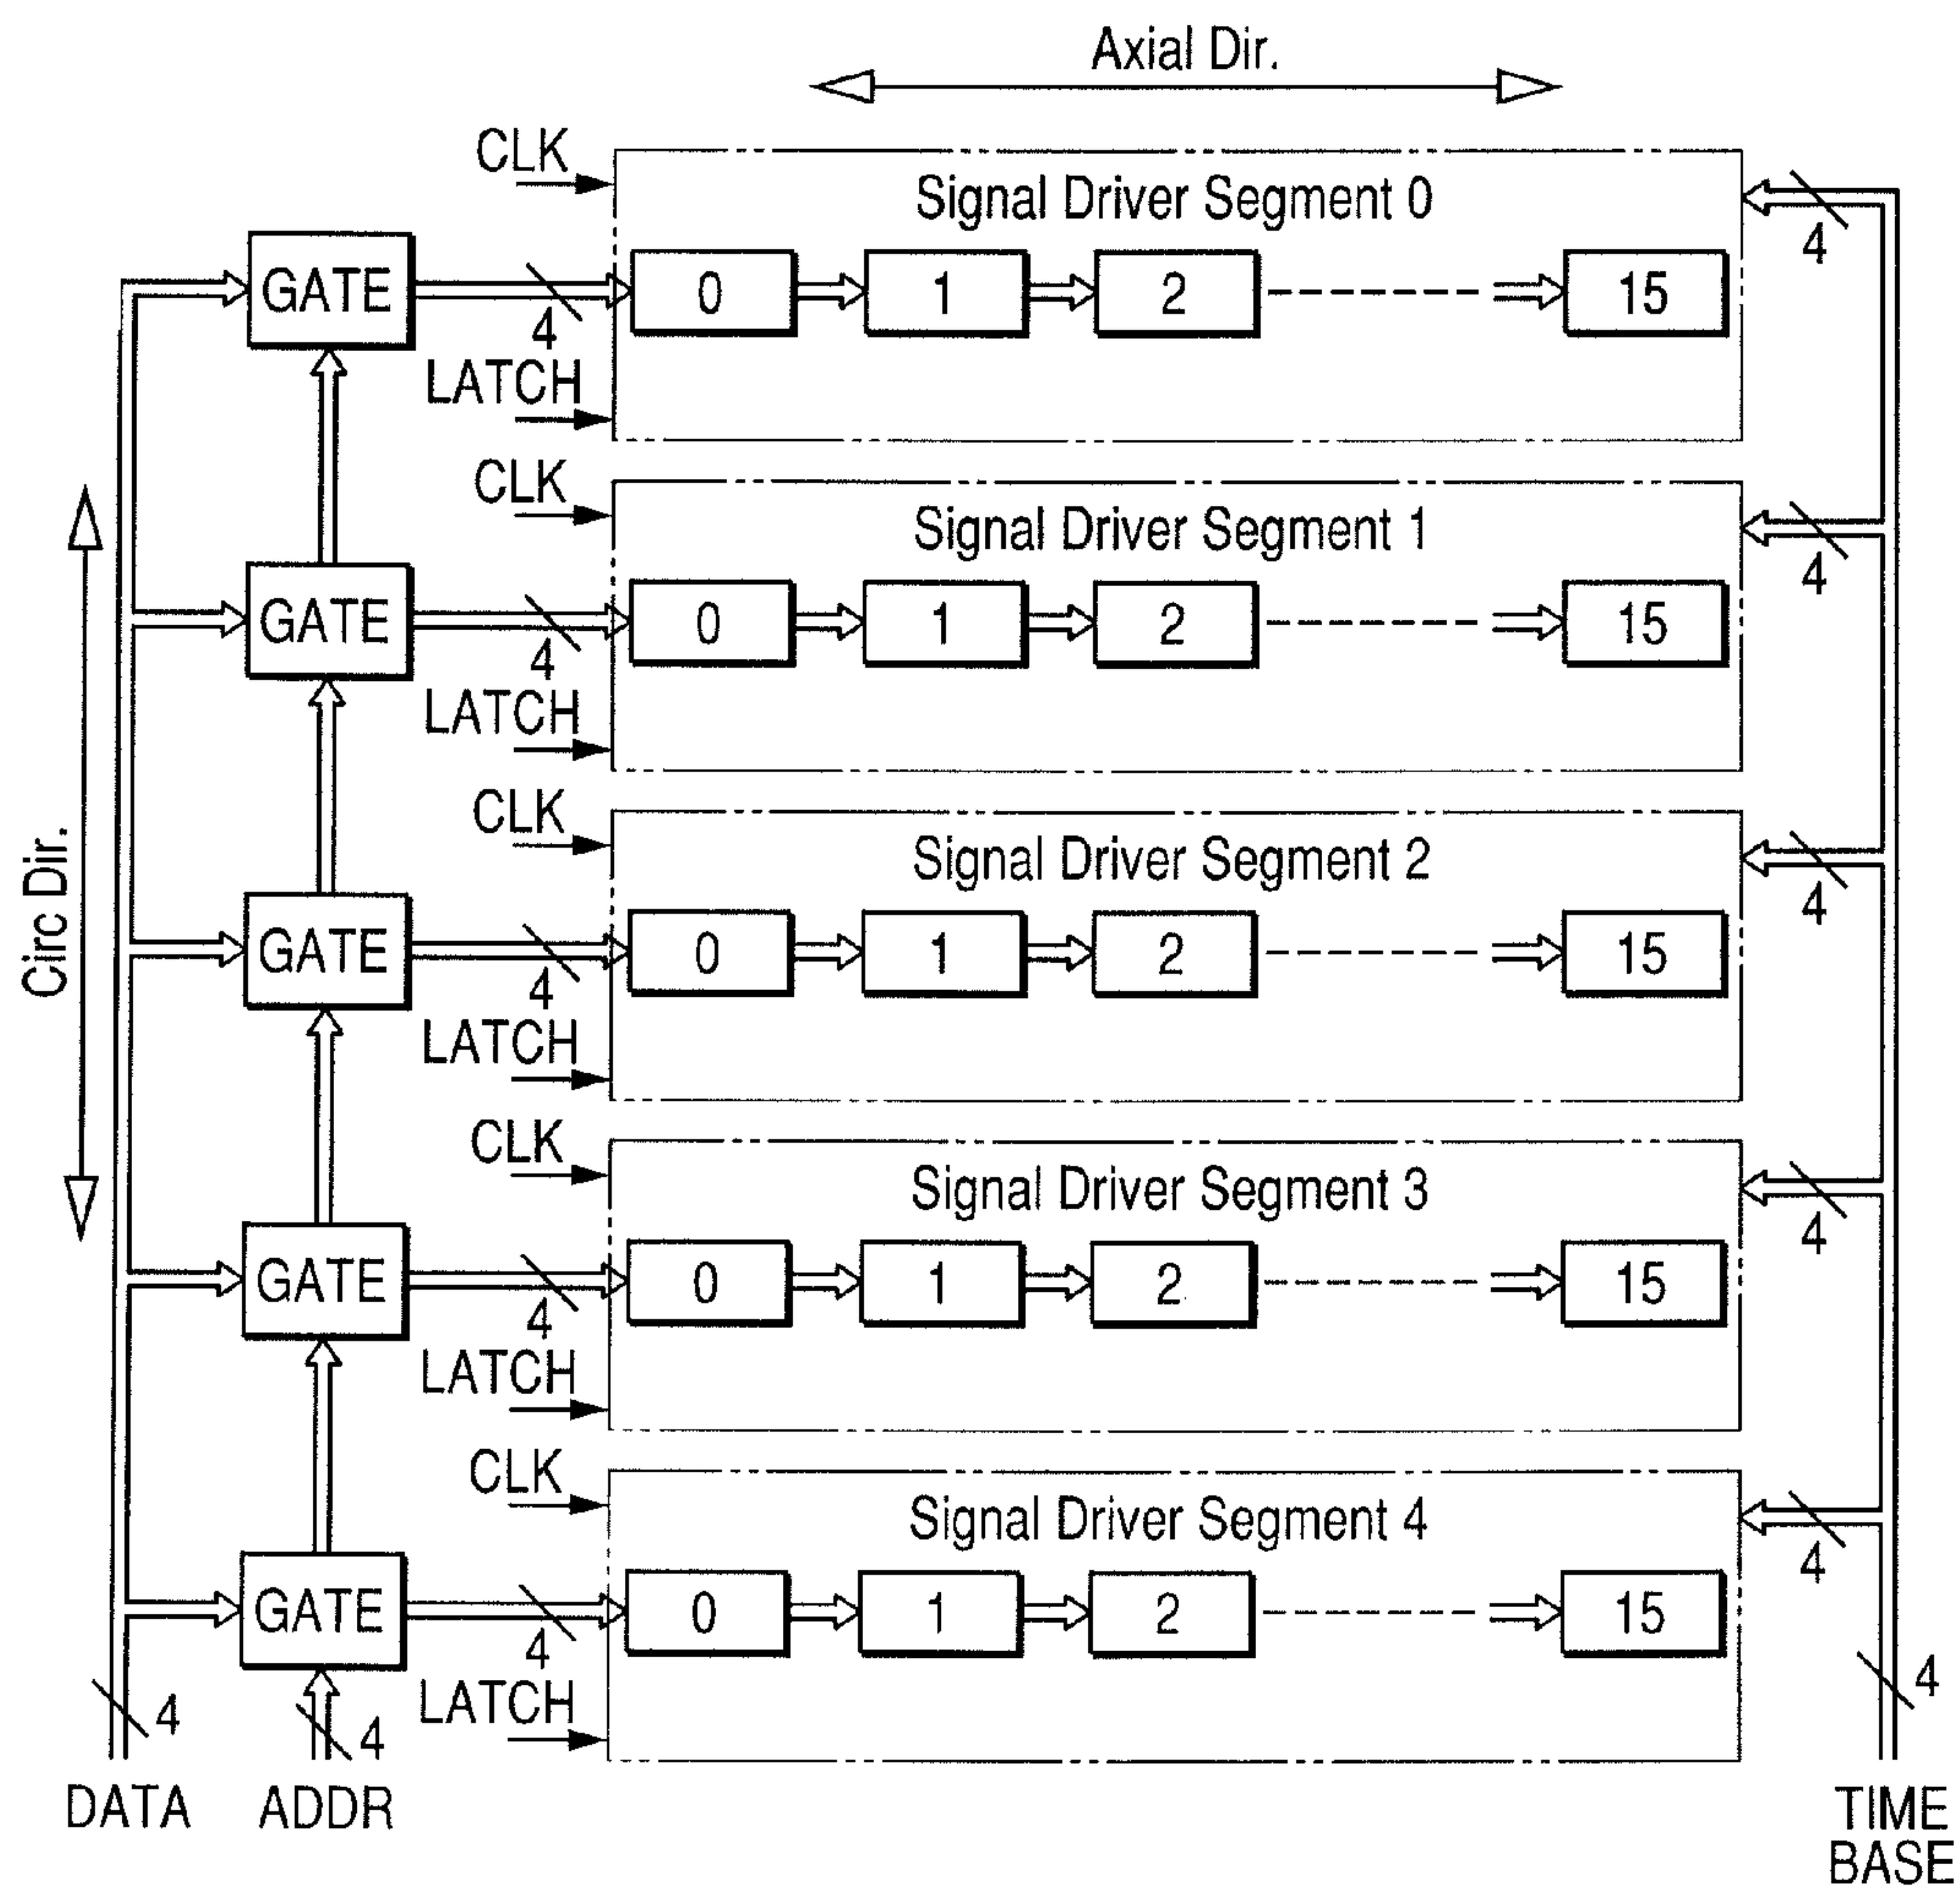 Axial Dir.
CLK
Signal Driver Segment 0
4
GATE
4
0
1
2
15
LATCH
CLK
Signal Driver Segment 1
4
GATE
4
0
1
2
15
LATCH
Circ Dir.
CLK
Signal Driver Segment 2
4
GATE
4
0
1
2
15
LATCH
CLK
Signal Driver Segment 3
4
GATE
4
0
1
2
15
LATCH
CLK
Signal Driver Segment 4
4
GATE
4
0
1
2
15
LATCH
4
4
4
DATA
ADDR
TIME
BASE